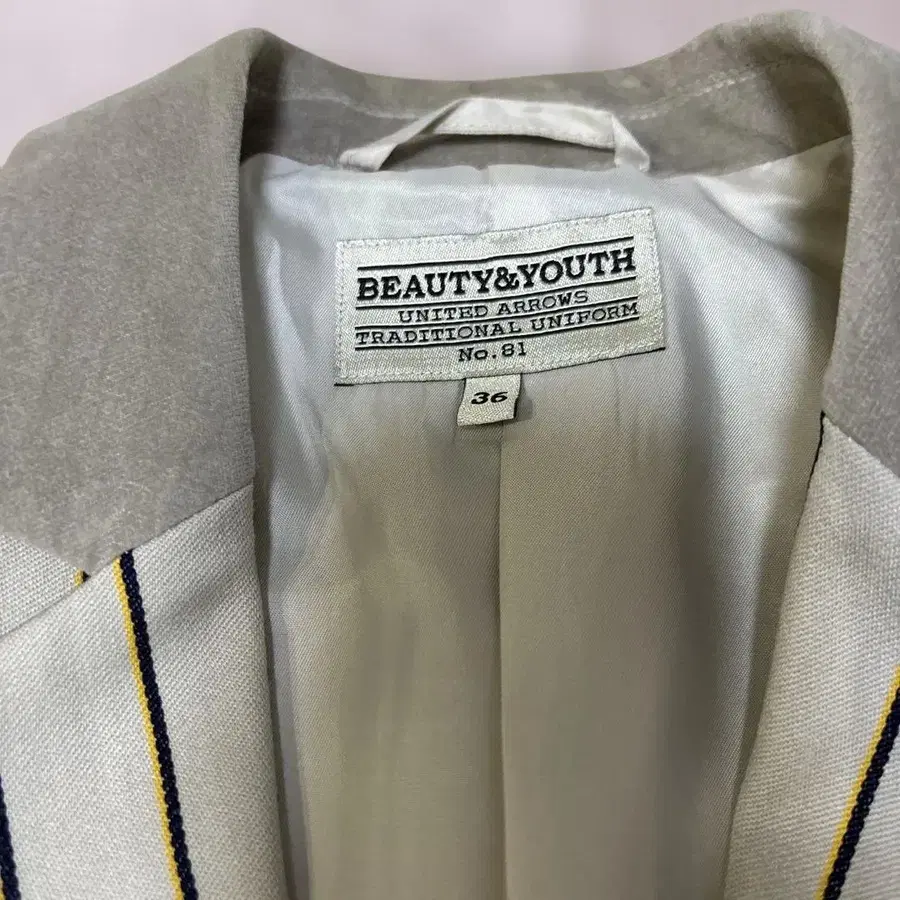 BEAUTY&YOUTH
UNITED ARROWS
TRADITIONAL UNIFORM
No.81
36